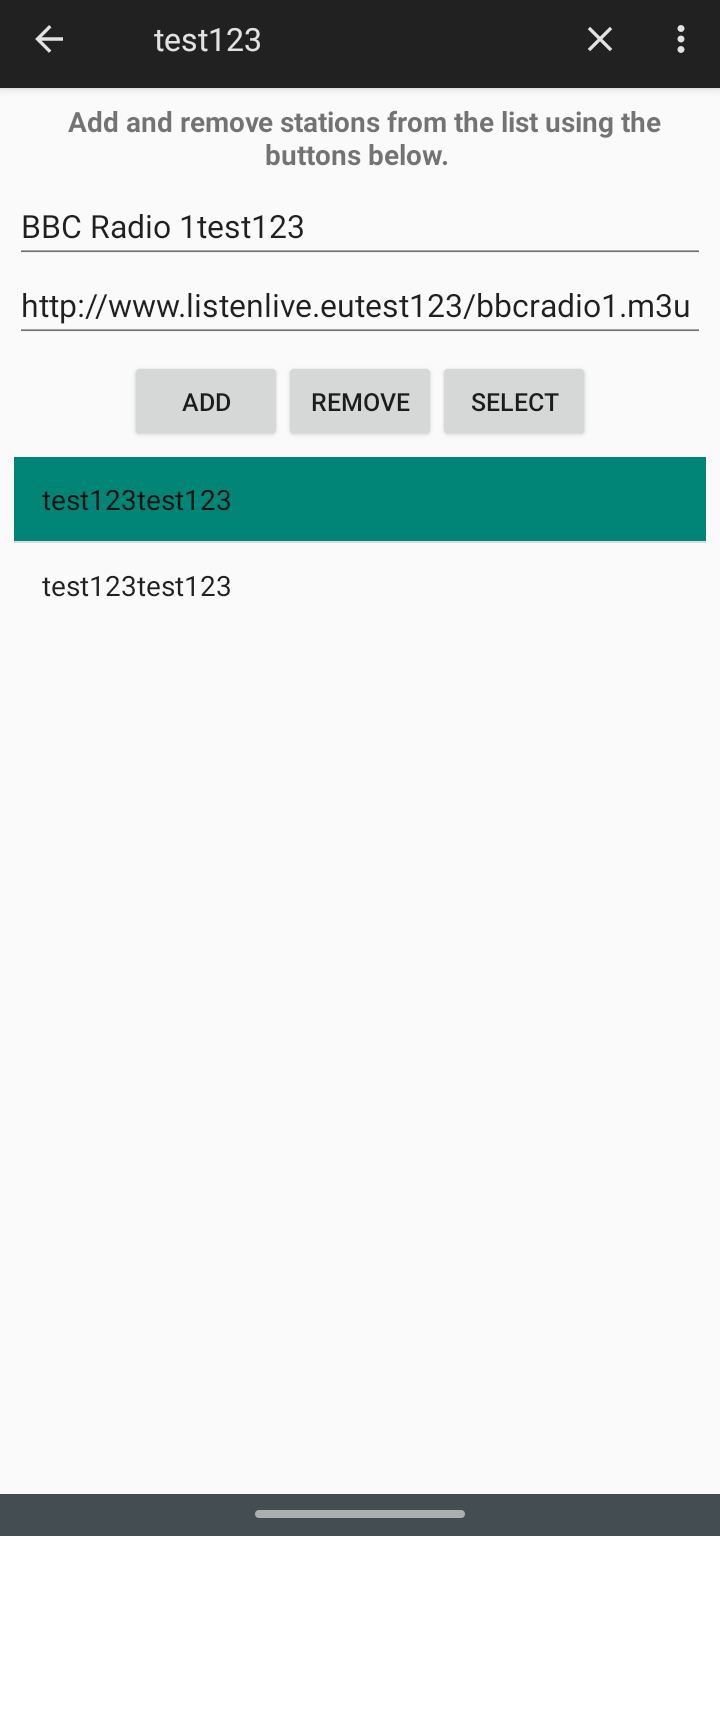 test123
Add and remove stations from the list using the
buttons below.
BBC Radio 1test123
http://www.listenlive.eutest123/bbcradio1.m3u
ADD REMOVE SELECT
test123test123
test123test123